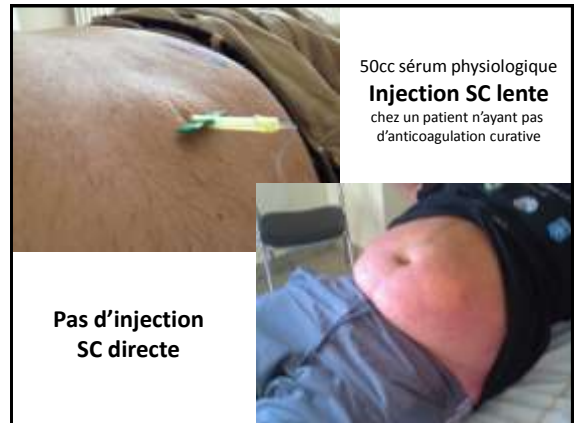 50cc sérum physiologique
Injection SC lente
chez un patient n'ayant pas
d'anticoagulation curative
Pas d'injection
SC directe